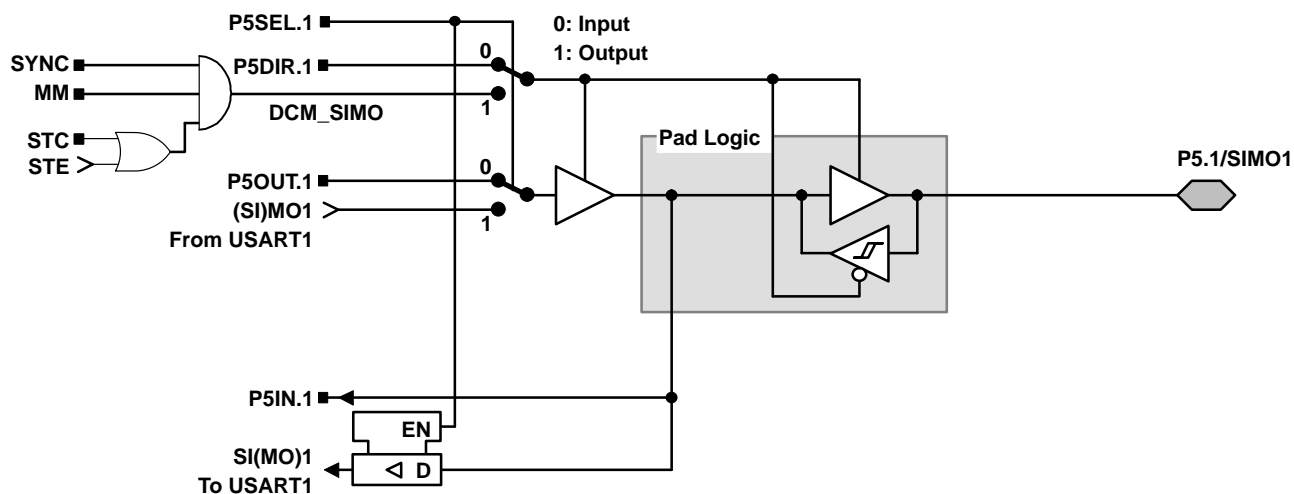 P5SEL.1
0: Input
1: Output
0
SYNC
P5DIR.1
MM
1
DCM_SIMO
STC
STE
Pad Logic
P5.1/SIMO1
0
P5OUT.1
(SI)MO1
1
From USART1
P5IN.1
EN
SI(MO)1
D
To USART1